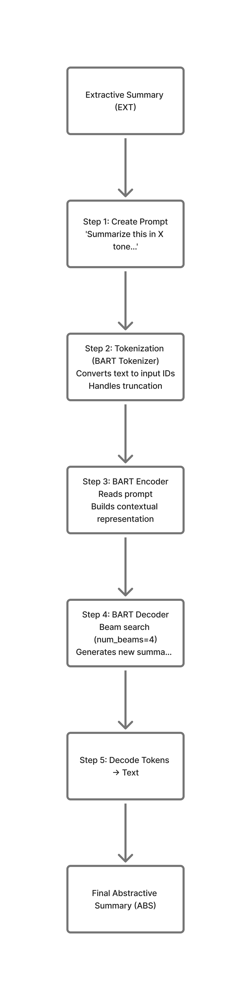 Extractive Summary
(EXT)
Step 1: Create Prompt
'Summarize this in X
tone...'
Step 2: Tokenization
(BART Tokenizer)
Converts text to input IDs
Handles truncation
Step 3: BART Encoder
Reads prompt
Builds contextual
representation
Step 4: BART Decoder
Beam search
(num_beams=4)
Generates new summa...
Step 5: Decode Tokens
→ Text
Final Abstractive
Summary (ABS)